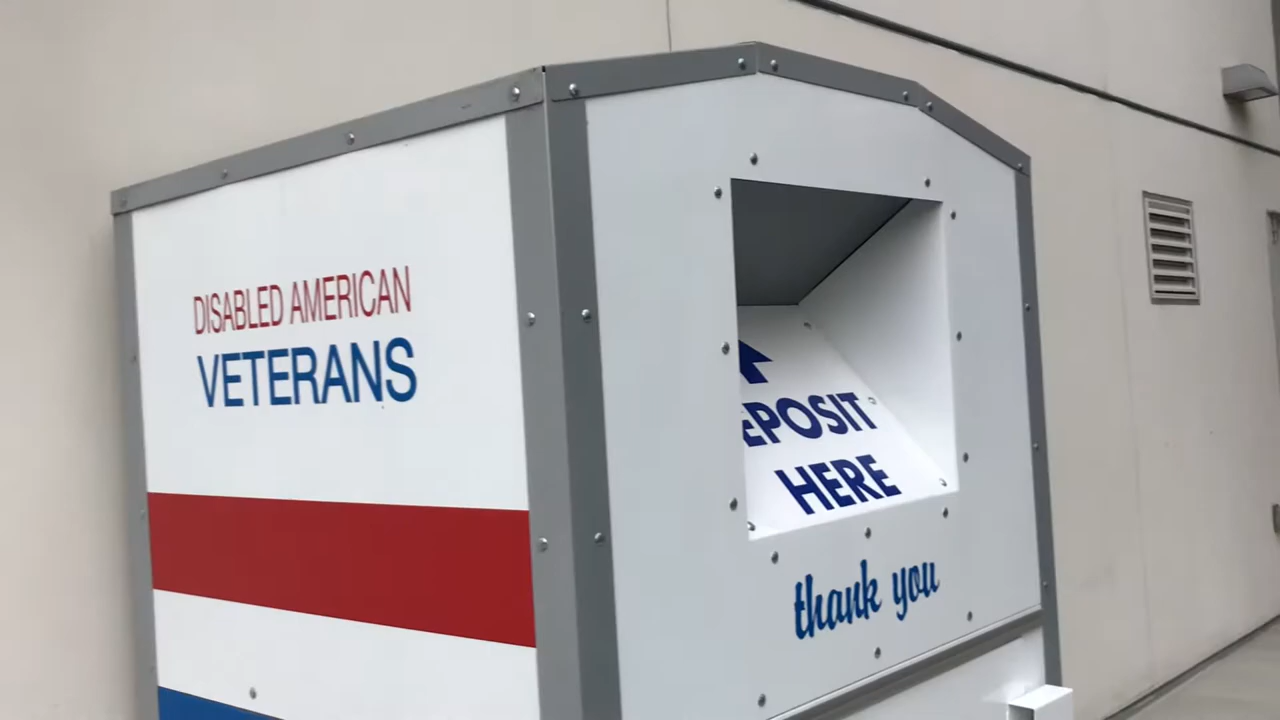 DISABLED AMERICAN
VETERANS
EPOSIT
HERE
thank you